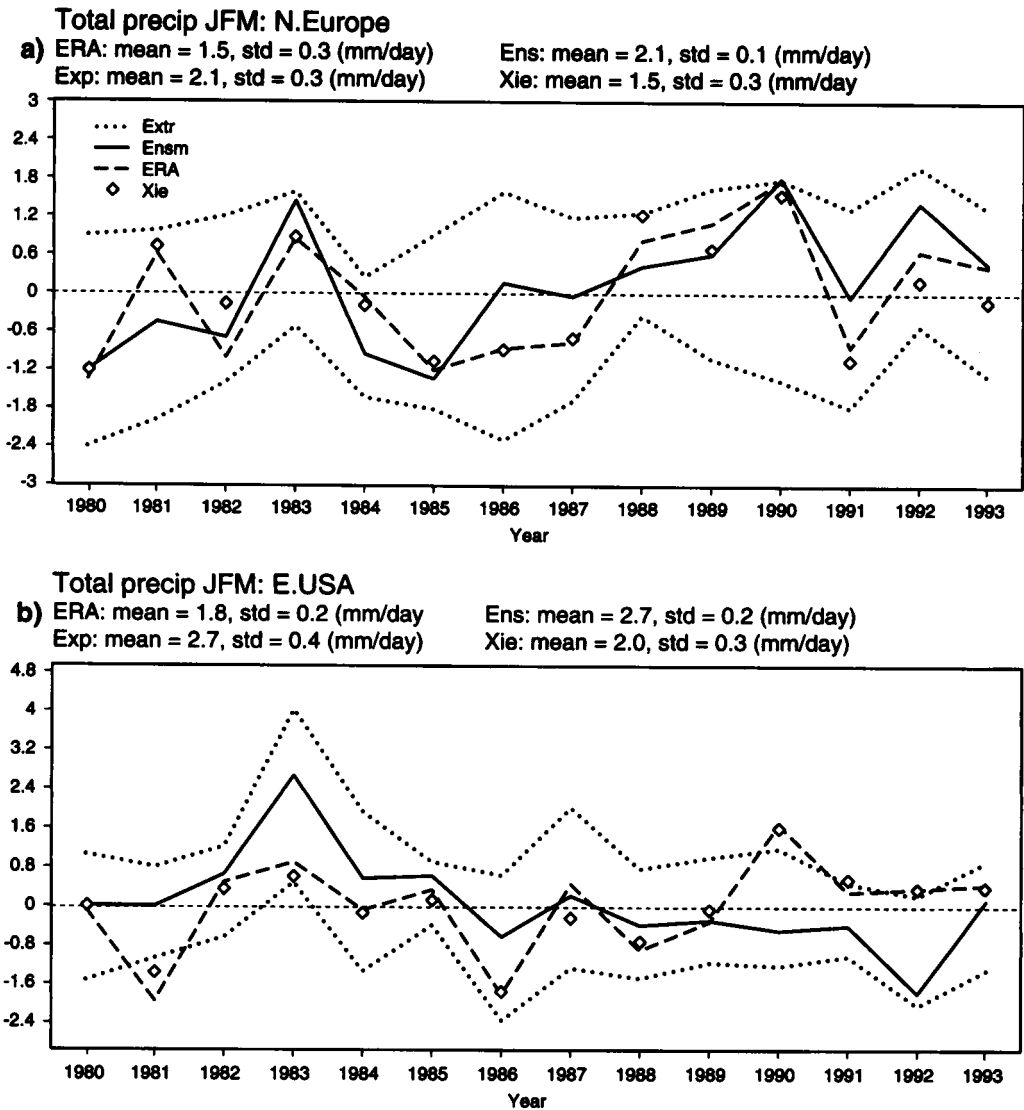 Total precip JFM: N.Europe
a) ERA: mean = 1.5, std = 0.3 (mm/day) Ens: mean = 2.1, std = 0.1 (mm/day)
Exp: mean = 2.1, std = 0.3 (mm/day) Xie: mean = 1.5, std = 0.3 (mm/day
3
2.4
1.8
1.2
0.6
0
-0.6
-1.2
-1.8
-2.4
-3
Extr
Ensm
ERA
Xie
1980 1981 1982 1983 1984 1985 1986 1987 1988 1989 1990 1991 1992 1993
Year
Total precip JFM: E.USA
b) ERA: mean = 1.8, std = 0.2 (mm/day Ens: mean = 2.7, std = 0.2 (mm/day)
Exp: mean = 2.7, std = 0.4 (mm/day) Xie: mean = 2.0, std = 0.3 (mm/day)
4.8
4
3.2
2.4
1.6
0.8
0
-0.8
-1.6
-2.4
1980 1981 1982 1983 1984 1985 1986 1987 1988 1989 1990 1991 1992 1993
Year